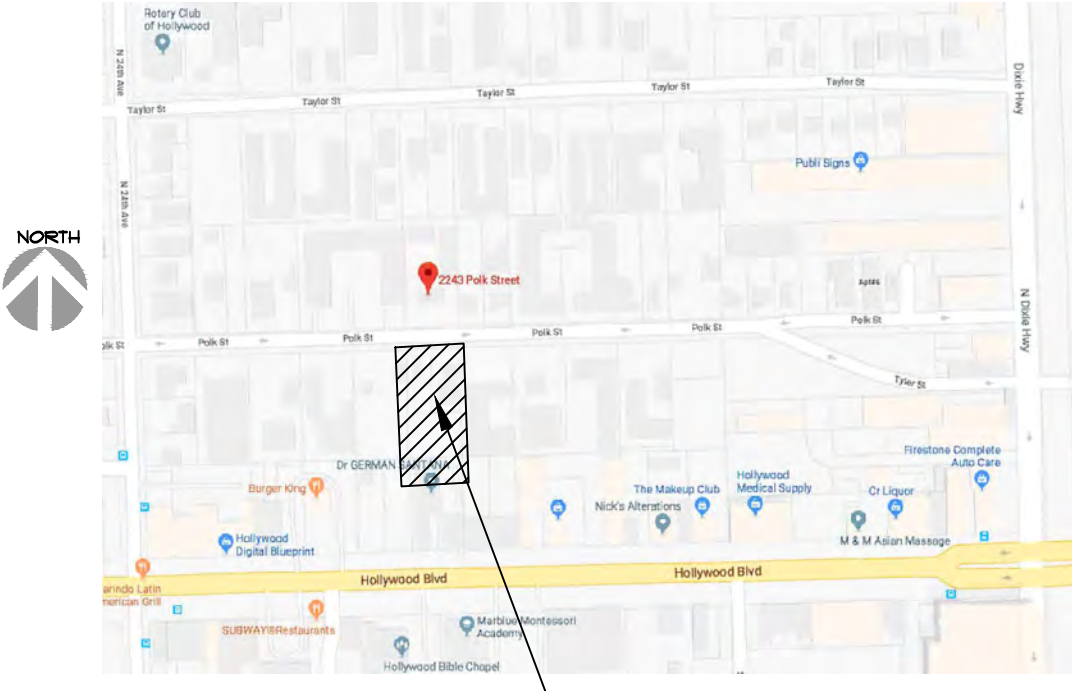 Rotary Club
of Hollywood
N 24th Ave
Dixie Hwy
Taylor St
Taylor St
Taylor St
Taylor St
Taylor St
Publi Signs
N 24th Ave
NORTH
2243 Polk Street
N Dixie Hwy
Polk St
Polk St
Polk St
Polk St
Polk St
Polk St
Tyler St
Dr GERMAN SANTANA
Firestone Complete
Auto Care
Burger King
The Makeup Club
Hollywood
Medical Supply
Cr Liquor
Nick's Alterations
Hollywood
Digital Blueprint
M & M Asian Massage
Hollywood Blvd
Hollywood Blvd
arindo Latin
merican Grill
SUBWAY®Restaurants
Marblue Montessori
Academy
Hollywood Bible Chapel